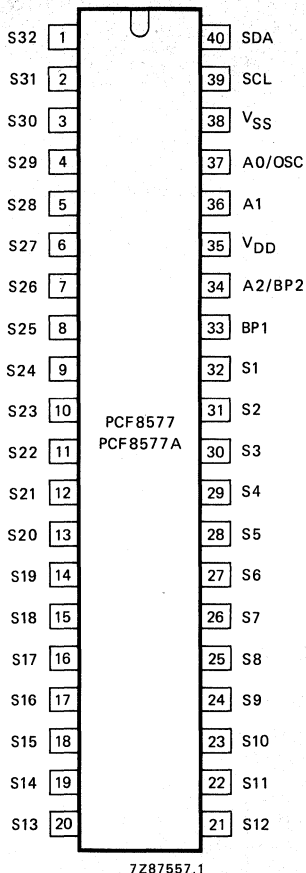 S32 1 40 SDA
S31 2 39 SCL
S30 3 38 VSS
S29 4 37 A0/OSC
S28 5 36 A1
S27 6 35 VDD
S26 7 34 A2/BP2
S25 8 33 BP1
S24 9 32 S1
S23 10 31 S2
PCF8577
PCF8577A
S22 11 30 S3
S21 12 29 S4
S20 13 28 S5
S19 14 27 S6
S18 15 26 S7
S17 16 25 S8
S16 17 24 S9
S15 18 23 S10
S14 19 22 S11
S13 20 21 S12
7Z87557.1